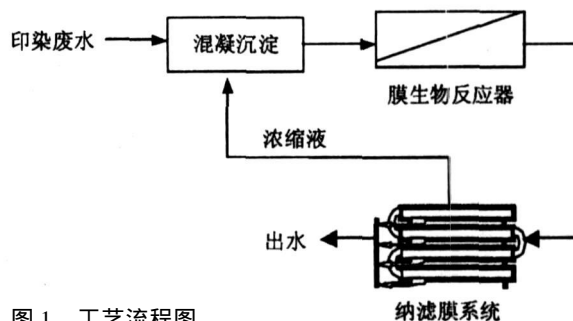 印染废水
混凝沉淀
膜生物反应器
浓缩液
出水
纳滤膜系统
图1 工艺流程图